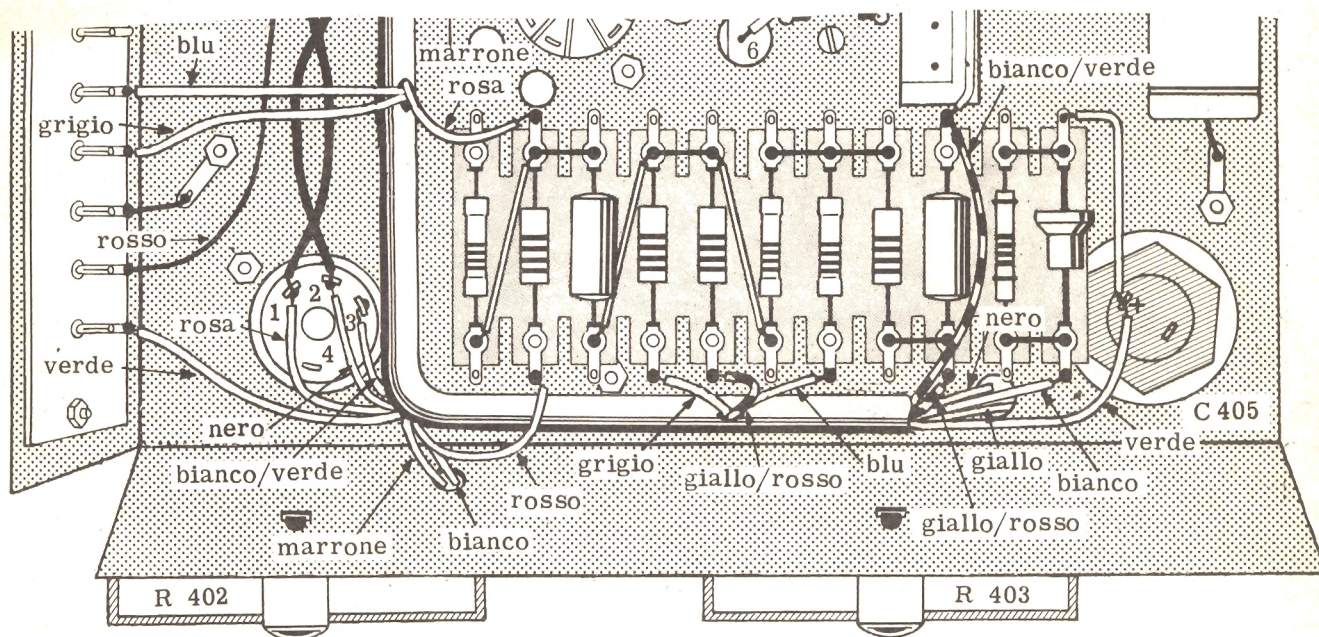 6
blu
marrone
bianco/verde
rosa
grigio
rosso
2
1
+
rosa
3
nero
4
verde
C 405
nero
verde
bianco/verde
grigio
giallo/rosso
blu
giallo
bianco
rosso
giallo/rosso
marrone
bianco
R 402
R 403